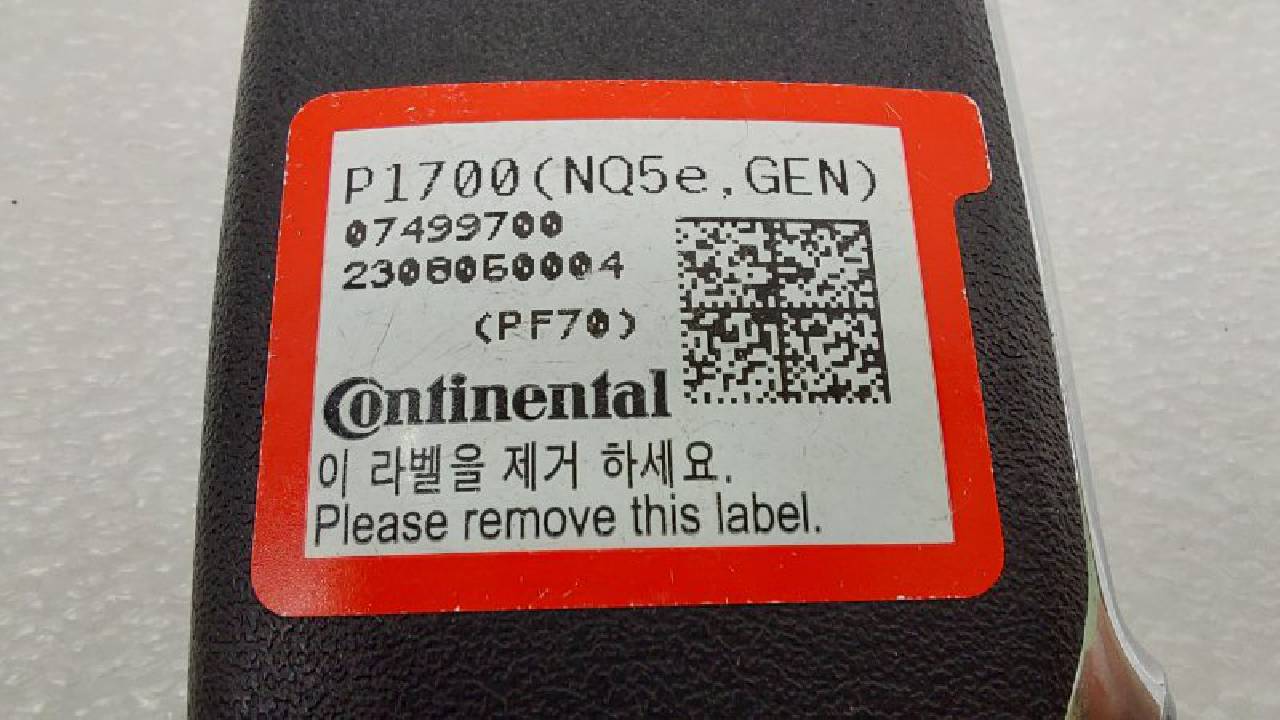 P1700(NQ5e,GEN)
07499700
2308060004
(PF70)
Continental
이 라벨을 제거 하세요.
Please remove this label.